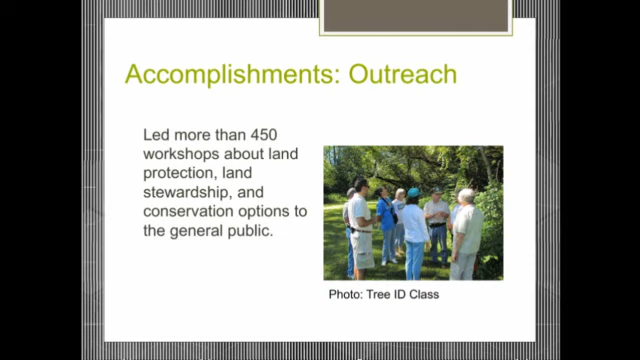 Accomplishments: Outreach
Led more than 450
workshops about land
protection, land
stewardship, and
conservation options to
the general public.
Photo: Tree ID Class